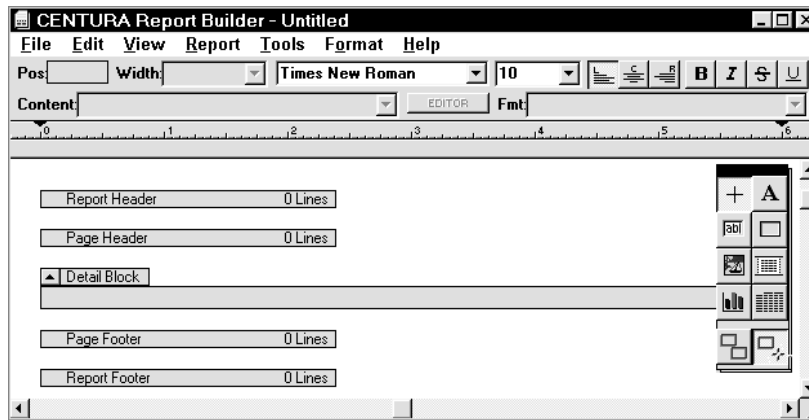 CENTURA Report Builder - Untitled
File Edit View Report Tools Format Help
Pos: Width: Times New Roman 10 L C R B I S U
Content: EDITOR Fmt:
0 1 2 3 4 5 6
Report Header 0 Lines
Page Header 0 Lines
A
ab
Detail Block
Page Footer 0 Lines
Report Footer 0 Lines